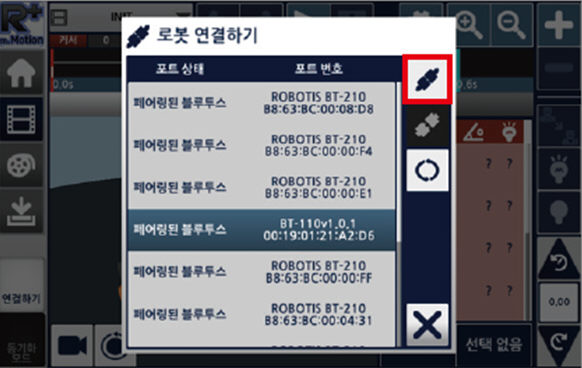 R+
m.Motion
INIT
로봇 연결하기
커서
0
포트 상태
포트 번호
0.0s
9.6s
페어링된 블루투스
ROBOTIS BT-210
B8:63:BC:00:08:D8
페어링된 블루투스
ROBOTIS BT-210
B8:63:BC:00:00:F4
페어링된 블루투스
ROBOTIS BT-210
B8:63:BC:00:00:E1
페어링된 블루투스
BT-110v1.0.1
00:19:01:21:A2:D6
페어링된 블루투스
ROBOTIS BT-210
B8:63:BC:00:00:FF
페어링된 블루투스
ROBOTIS BT-210
B8:63:BC:00:04:31
? ?
? ?
? ?
? ?
연결하기
0.00
동기화
모드
선택 없음